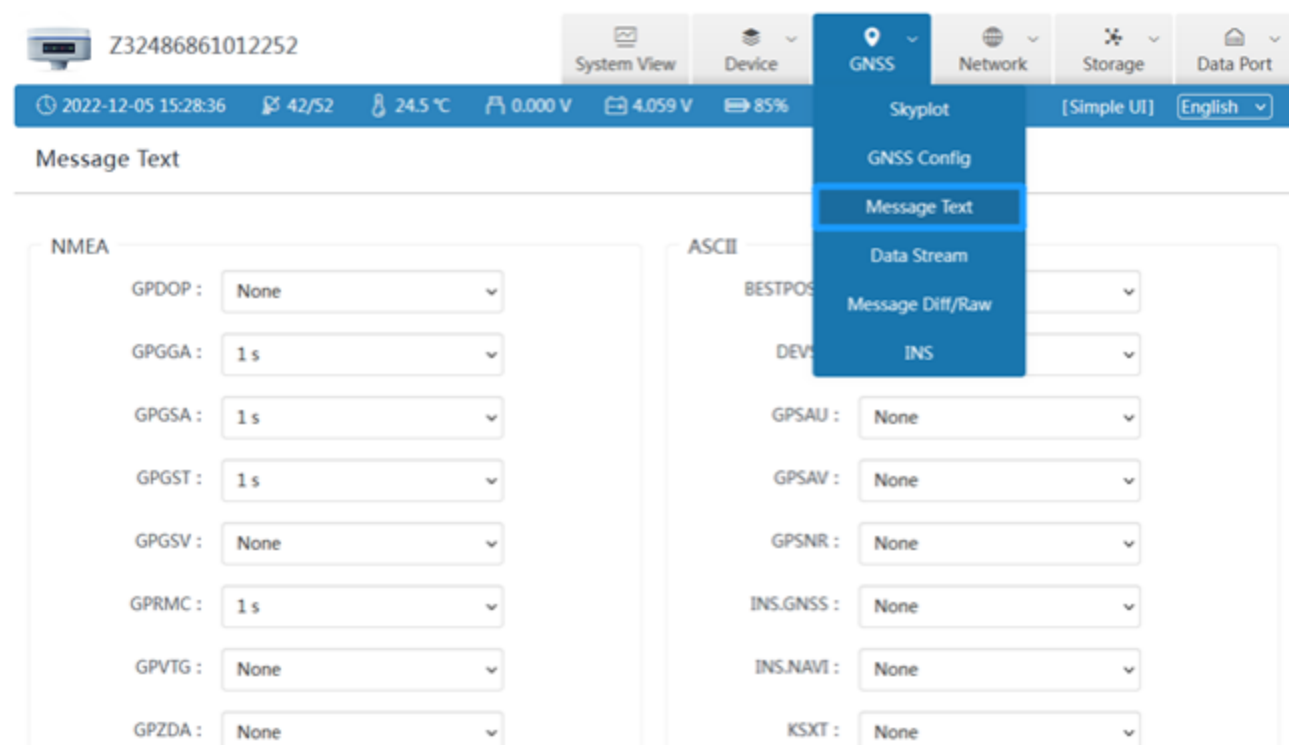 Z32486861012252
System View
Device
GNSS
Network
Storage
Data Port
2022-12-05 15:28:36 42/52 24.5 ℃ 0.000 V 4.059 V 85% [Simple UI] English
Skyplot
GNSS Config
Message Text
Data Stream
Message Diff/Raw
INS
Message Text
NMEA
GPDOP : None
GPGGA : 1 s
GPGSA : 1 s
GPGST : 1 s
GPGSV : None
GPRMC : 1 s
GPVTG : None
GPZDA : None
ASCII
BESTPOS
GPSAU : None
GPSAV : None
GPSNR : None
INS.GNSS : None
INS.NAVI : None
KSXT : None